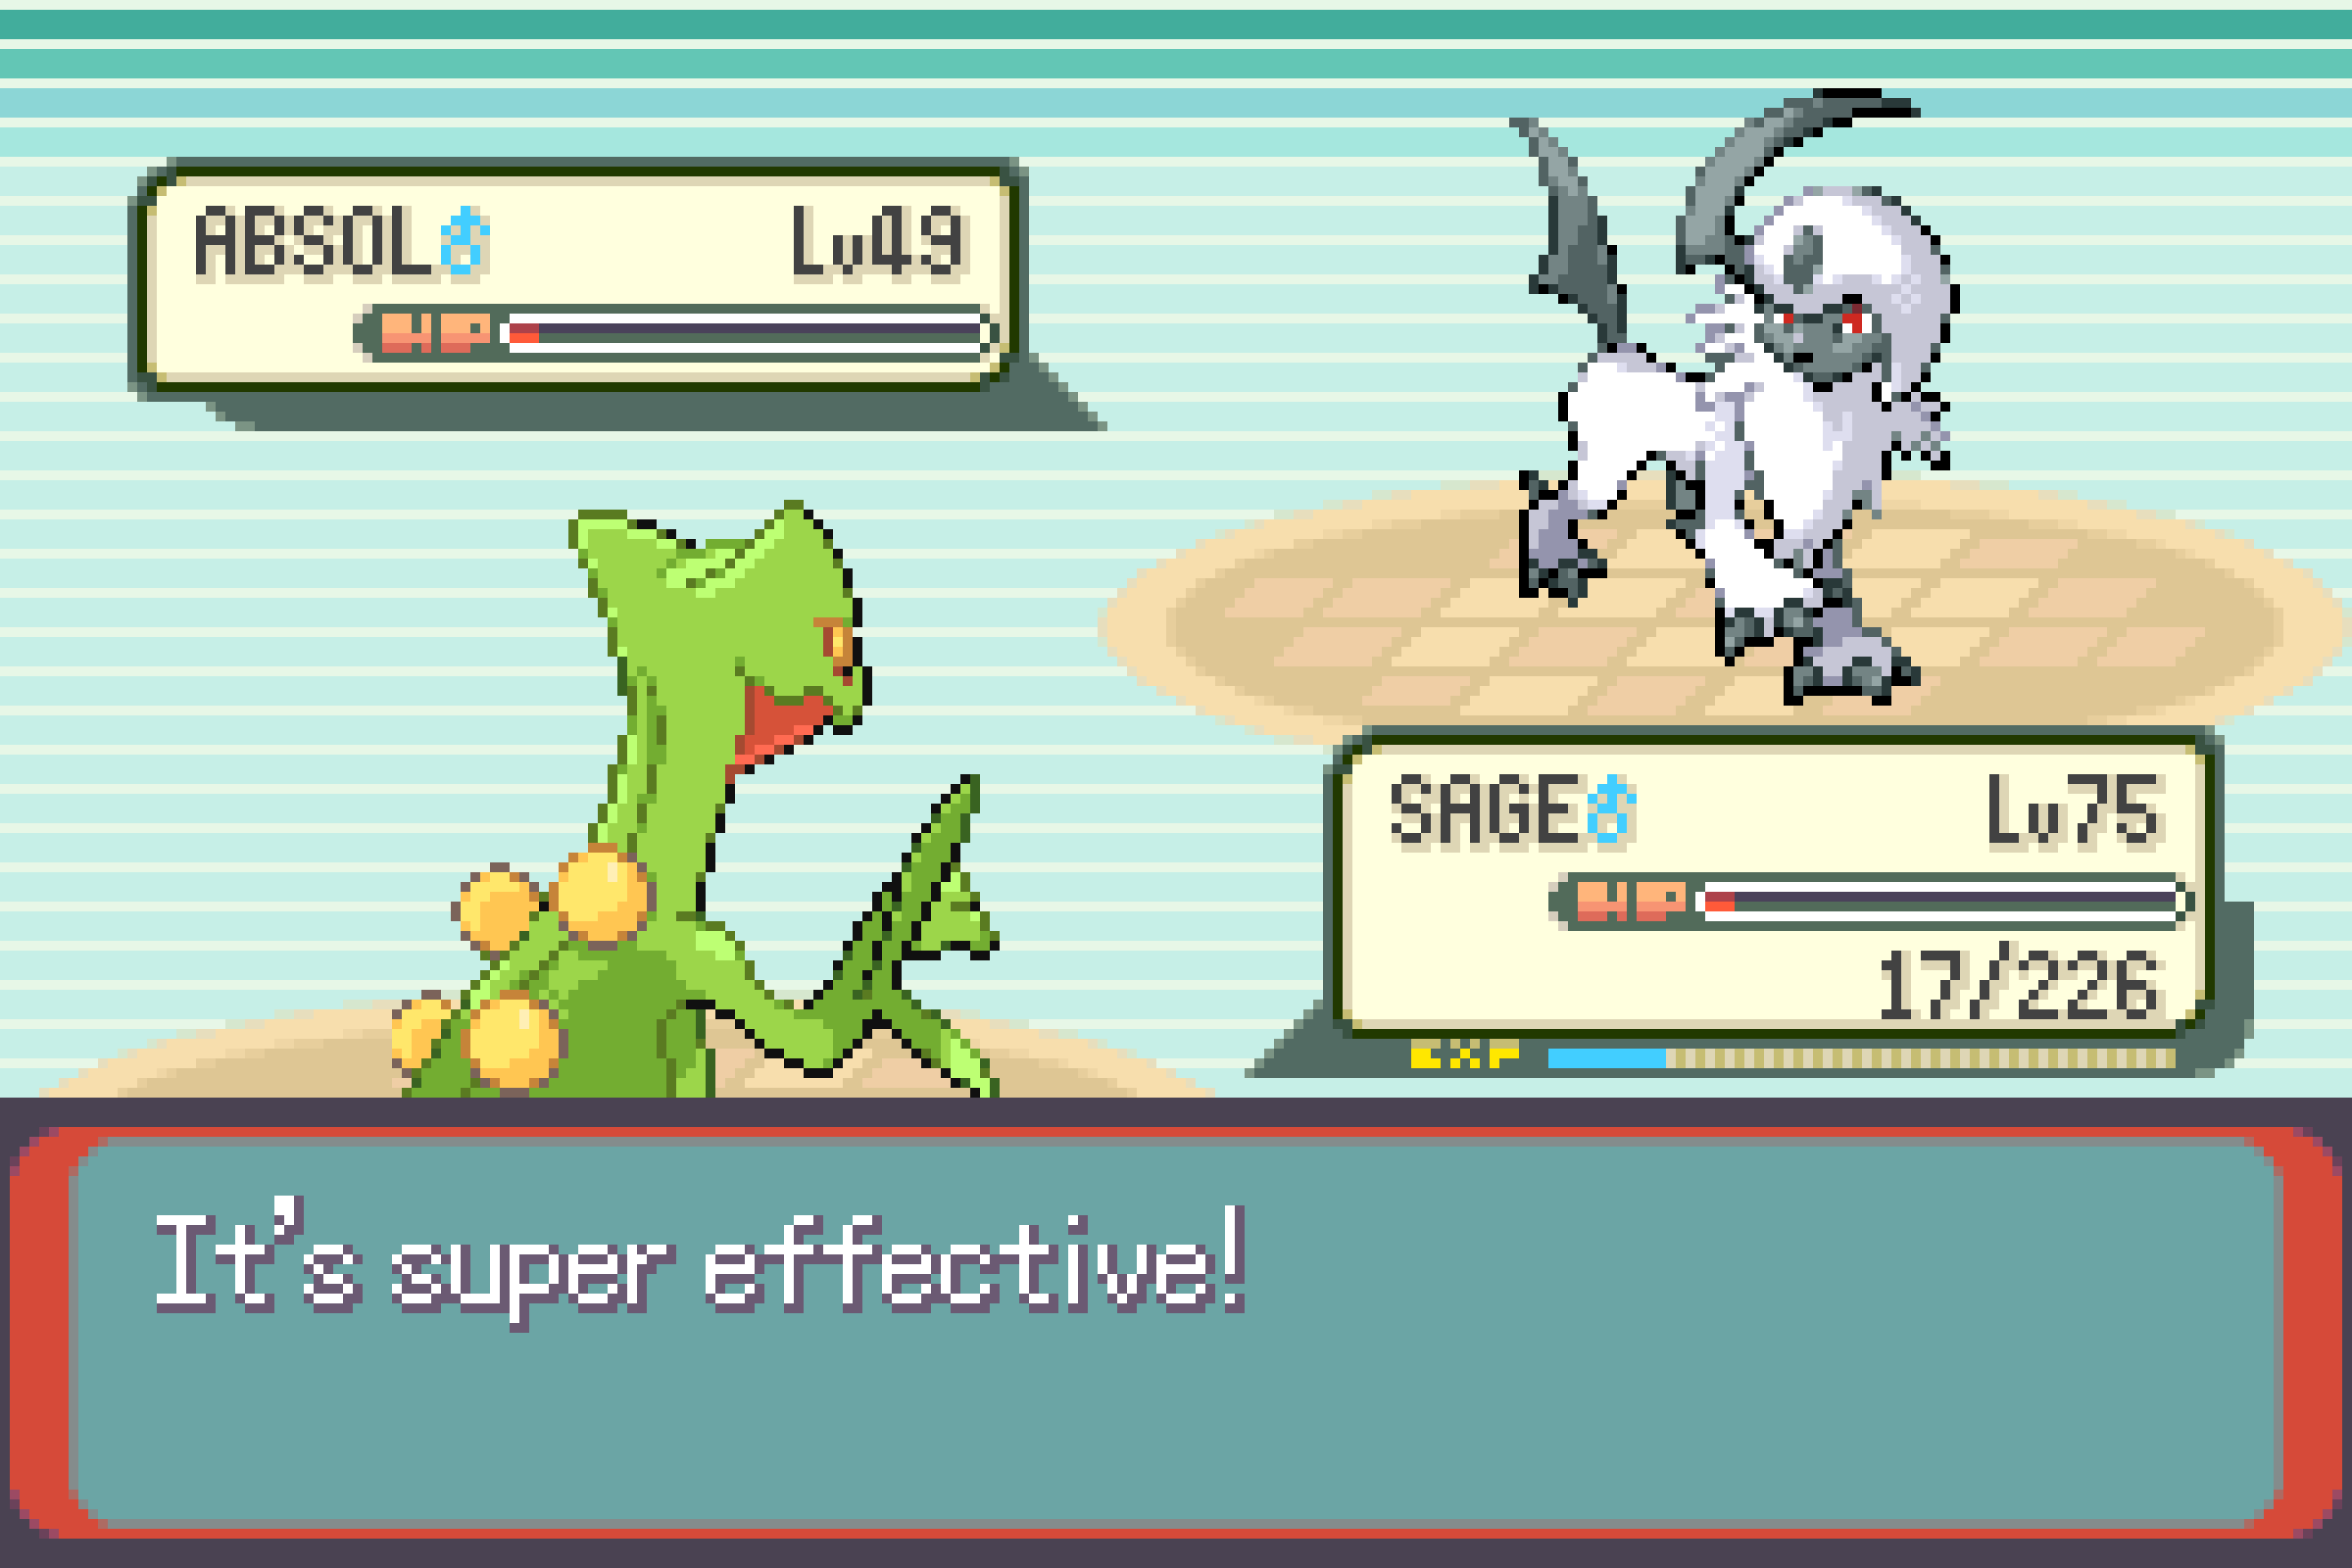 ABSOL♂ Lv49
HP
SAGE♂ Lv75
HP
17/226
EXP
It's super effective!